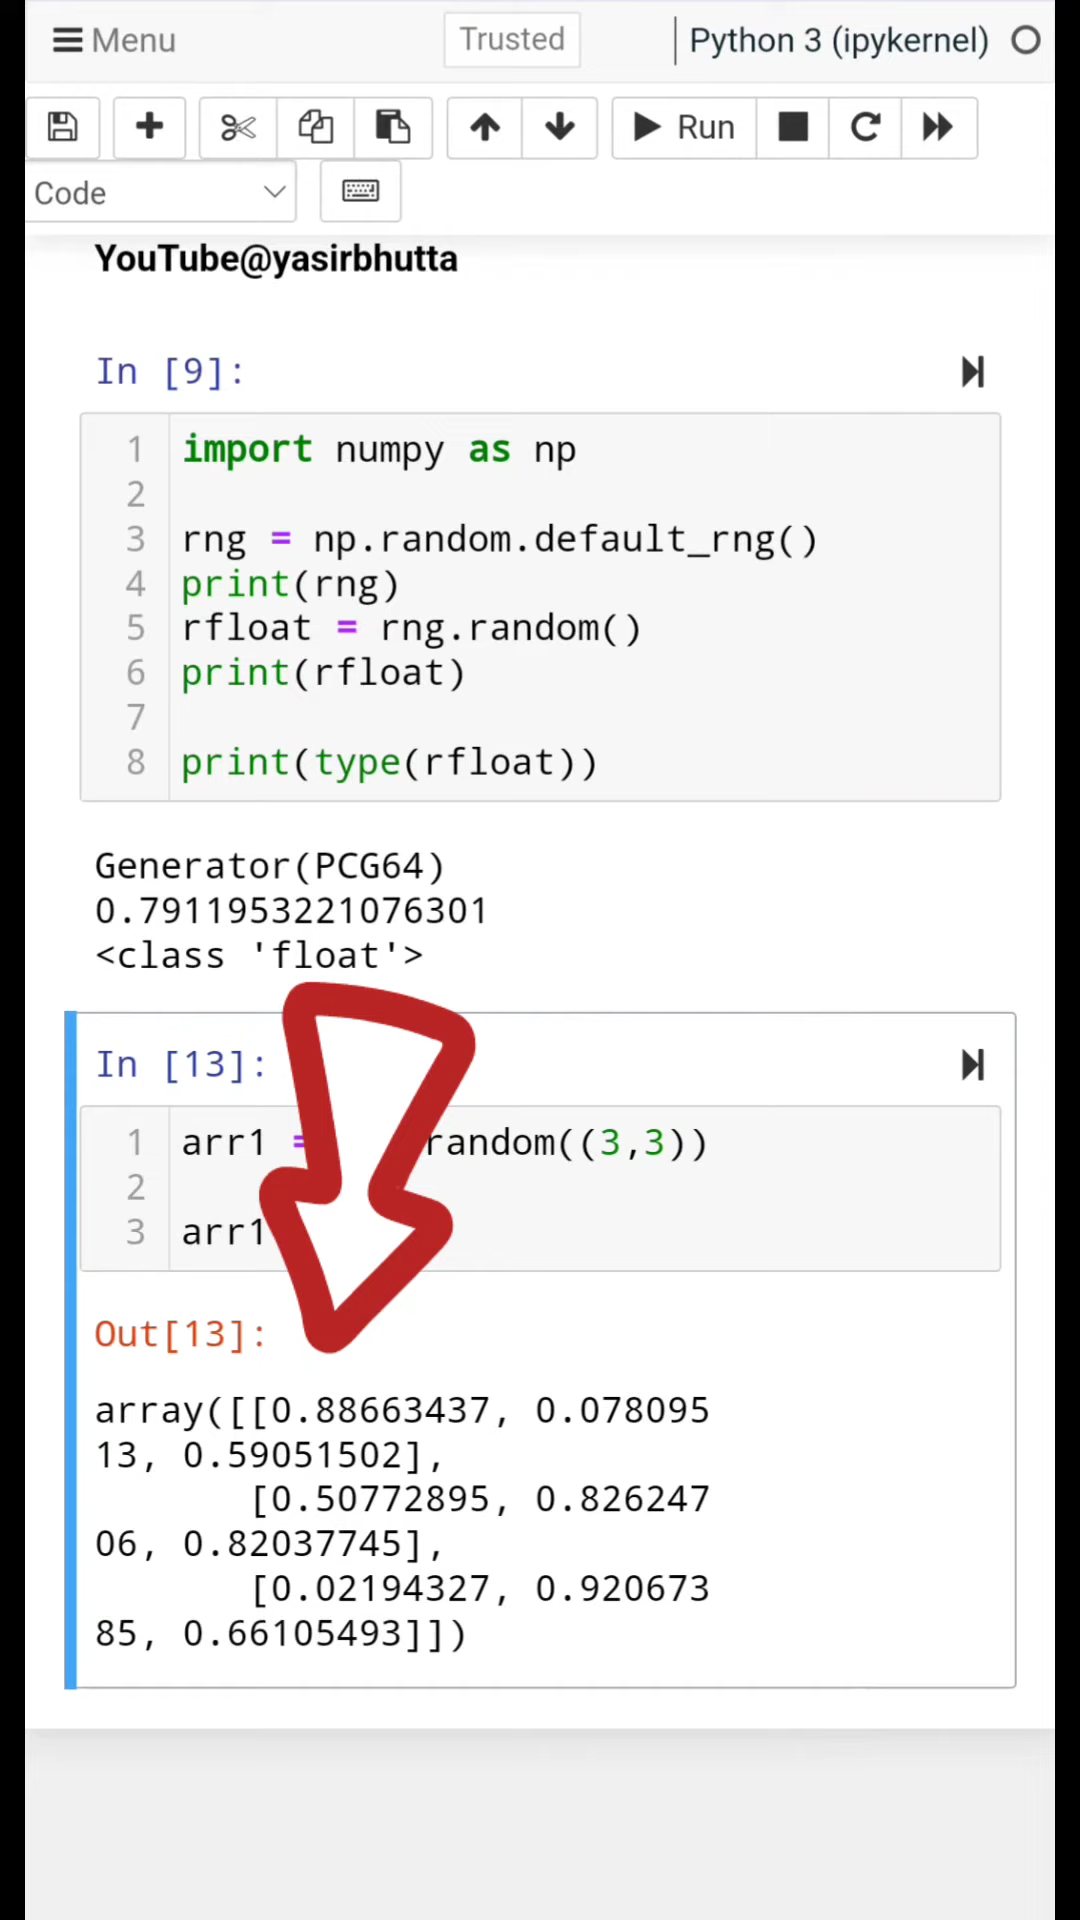 Menu
Trusted
Python 3 (ipykernel)
Run
Code
YouTube@yasirbhutta
In [9]:
1 import numpy as np
2
3 rng = np.random.default_rng()
4 print(rng)
5 rfloat = rng.random()
6 print(rfloat)
7
8 print(type(rfloat))
Generator(PCG64)
0.7911953221076301
<class 'float'>
In [13]:
1 arr1 = random((3,3))
2
3 arr1
Out[13]:
array([[0.88663437, 0.078095
13, 0.59051502],
[0.50772895, 0.826247
06, 0.82037745],
[0.02194327, 0.920673
85, 0.66105493]])